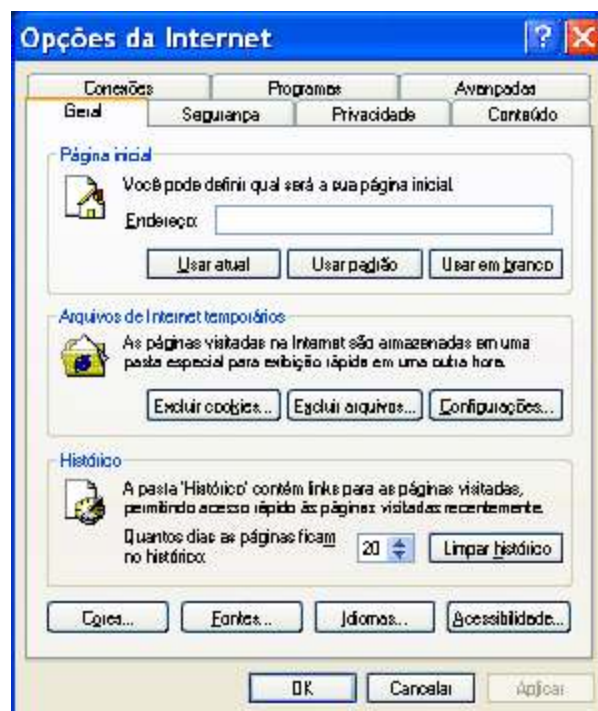 Opções da Internet
Conexões Programas Avançadas
Geral Segurança Privacidade Conteúdo
Página inicial
Você pode definir qual será a sua página inicial.
Endereço:
Usar atual Usar padrão Usar em branco
Arquivos de Internet temporários
As páginas visitadas na Internet são armazenadas em uma
pasta especial para exibição rápida em uma outra hora.
Excluir cookies... Excluir arquivos... Configurações...
Histórico
A pasta 'Histórico' contém links para as páginas visitadas,
permitindo acesso rápido às páginas visitadas recentemente.
Quantos dias as páginas ficam
no histórico: 20 Limpar histórico
Cores... Fontes... Idiomas... Acessibilidade...
OK Cancelar Aplicar